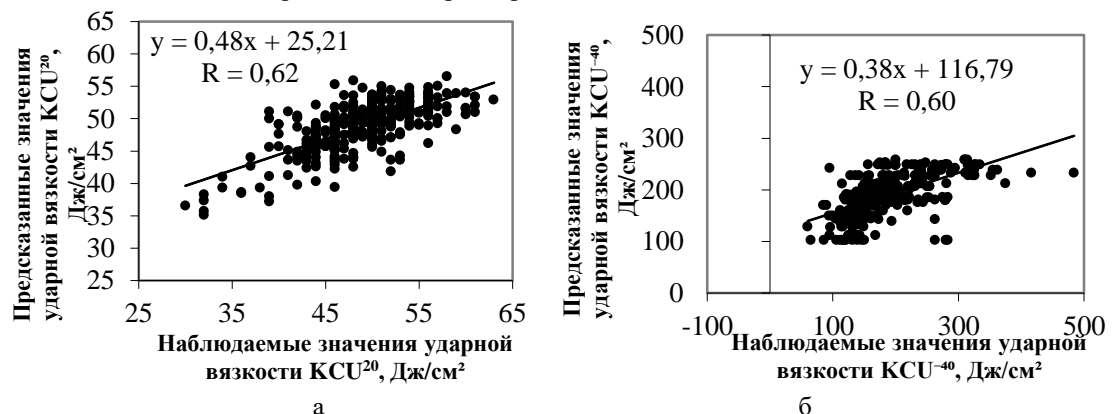 Предсказанные значения
ударной вязкости KCU²⁰,
Дж/см²
65
60
55
50
45
40
35
30
25
y = 0,48x + 25,21
R = 0,62
25
35
45
55
65
Наблюдаемые значения ударной
вязкости KCU²⁰, Дж/см²
а
Предсказанные значения
ударной вязкости KCU⁻⁴⁰,
Дж/см²
500
400
300
200
100
0
y = 0,38x + 116,79
R = 0,60
-100
100
300
500
Наблюдаемые значения ударной
вязкости KCU⁻⁴⁰, Дж/см²
б